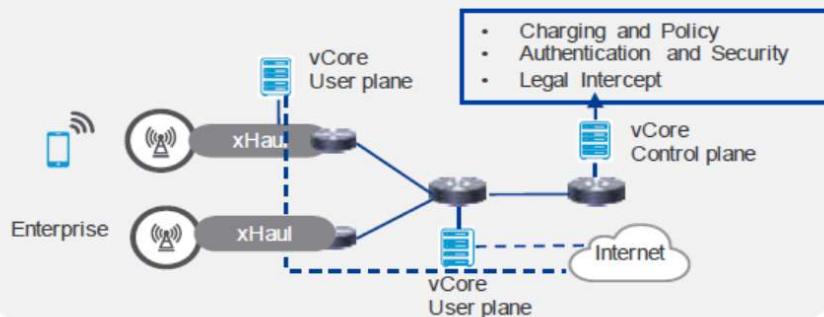 • Charging and Policy
• Authentication and Security
• Legal Intercept
vCore
User plane
vCore
Control plane
xHaul
Enterprise
xHaul
Internet
vCore
User plane